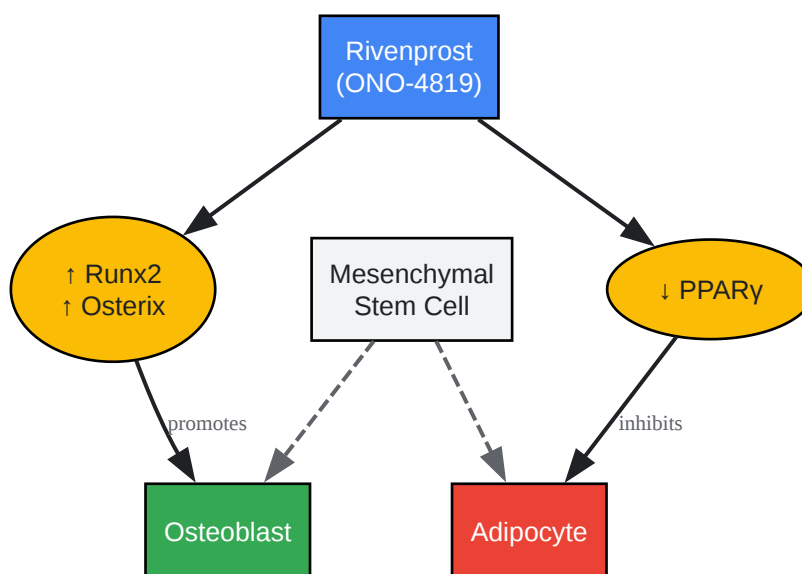 Rivenprost
(ONO-4819)
↑ Runx2
↑ Osterix
Mesenchymal
Stem Cell
↓ PPARγ
promotes
inhibits
Osteoblast
Adipocyte